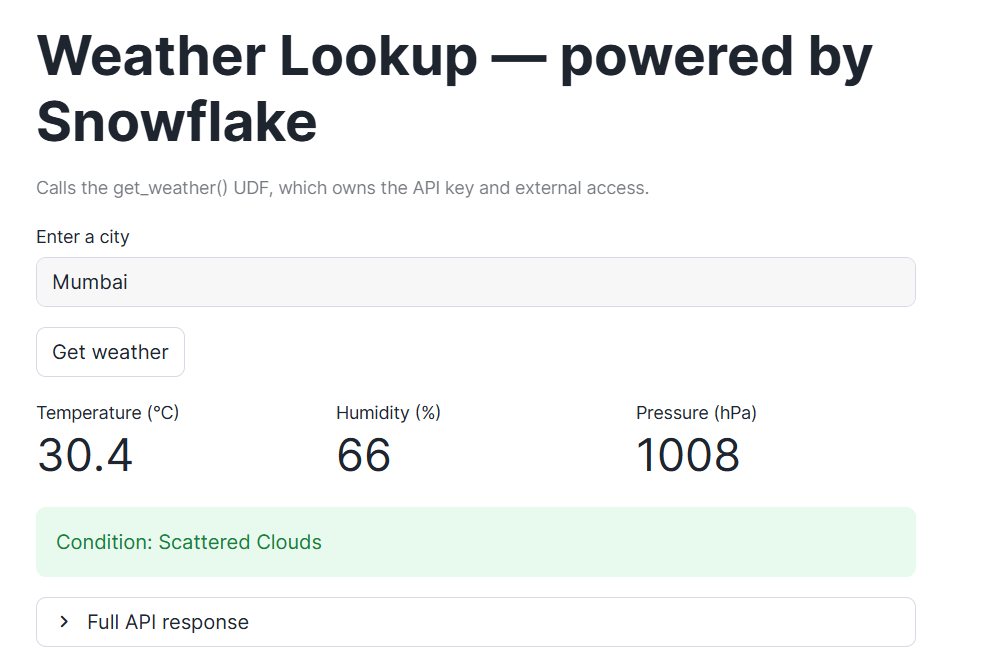 Weather Lookup — powered by
Snowflake
Calls the get_weather() UDF, which owns the API key and external access.
Enter a city
Mumbai
Get weather
Temperature (°C)
Humidity (%)
Pressure (hPa)
30.4
66
1008
Condition: Scattered Clouds
Full API response